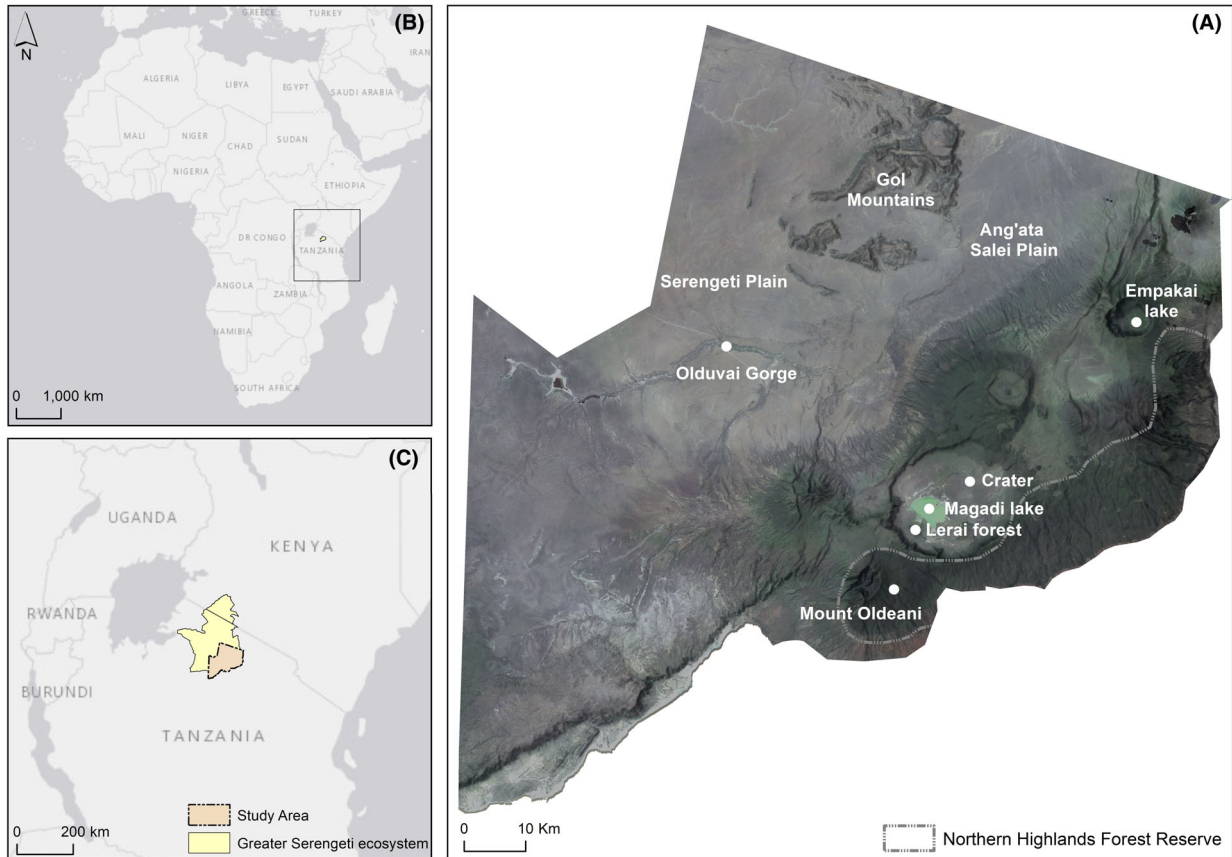 (B)
N
GREECE
TURKEY
IRAN
ALGERIA
LIBYA
EGYPT
SAUDI ARABIA
MALI
NIGER
CHAD
SUDAN
NIGERIA
ETHIOPIA
DR CONGO
TANZANIA
ANGOLA
ZAMBIA
NAMIBIA
SOUTH AFRICA
0 1,000 km
(C)
UGANDA
KENYA
RWANDA
BURUNDI
TANZANIA
Study Area
Greater Serengeti ecosystem
0 200 km
(A)
Gol
Mountains
Ang'ata
Salei Plain
Serengeti Plain
Empakai
lake
Olduvai Gorge
Crater
Magadi lake
Lerai forest
Mount Oldeani
0 10 Km
Northern Highlands Forest Reserve